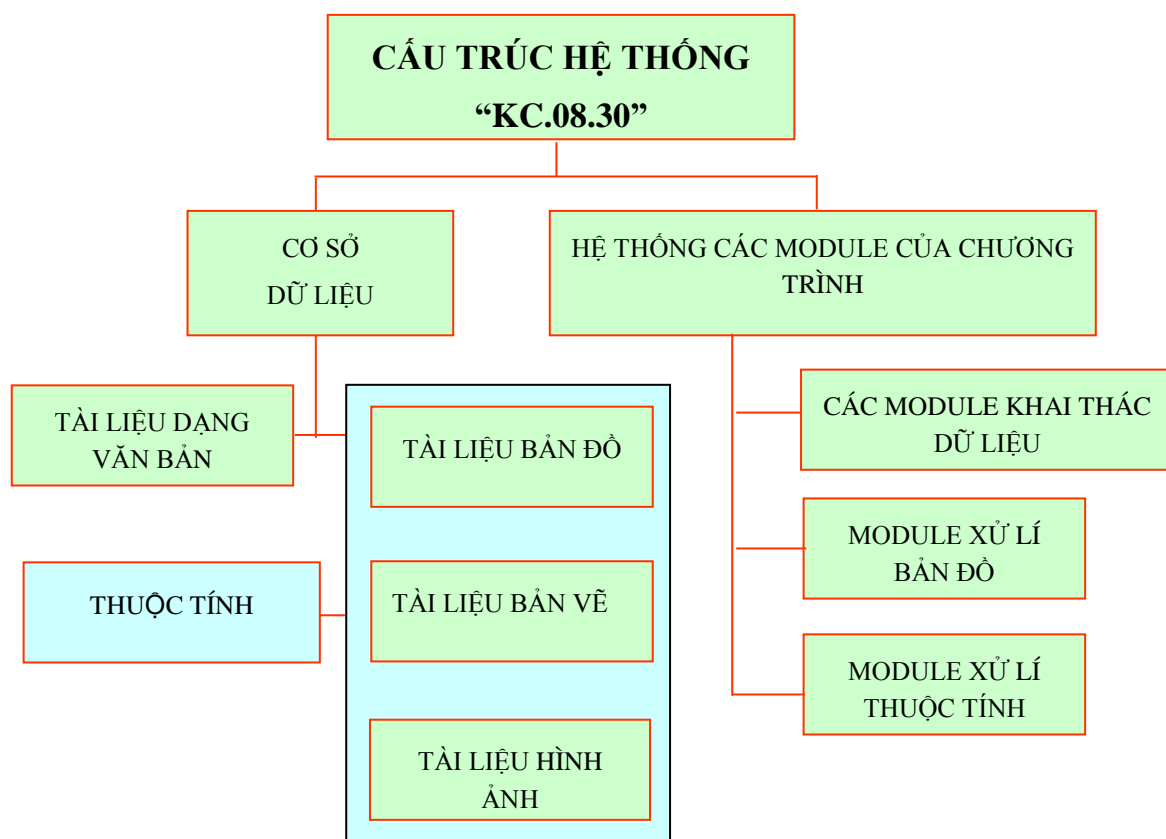 CẤU TRÚC HỆ THỐNG
“KC.08.30”
CƠ SỞ
DỮ LIỆU
HỆ THỐNG CÁC MODULE CỦA CHƯƠNG
TRÌNH
TÀI LIỆU DẠNG
VĂN BẢN
TÀI LIỆU BẢN ĐỒ
THUỘC TÍNH
TÀI LIỆU BẢN VẼ
TÀI LIỆU HÌNH
ẢNH
CÁC MODULE KHAI THÁC
DỮ LIỆU
MODULE XỬ LÍ
BẢN ĐỒ
MODULE XỬ LÍ
THUỘC TÍNH